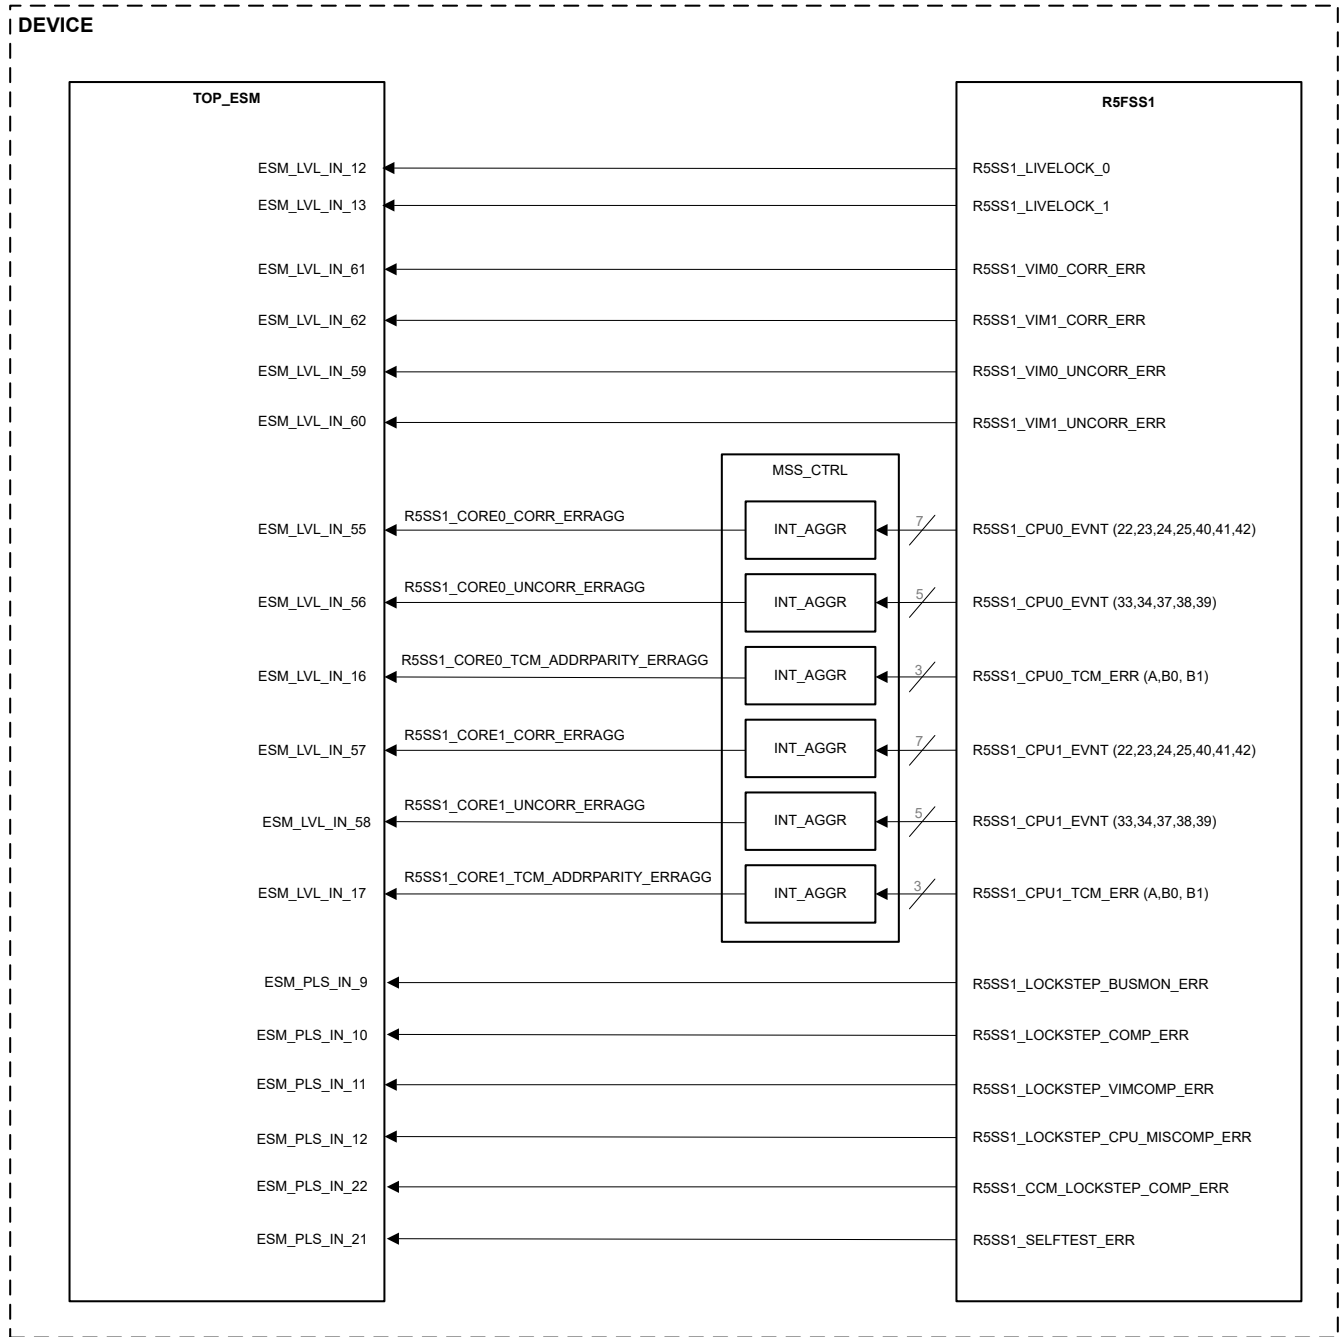 DEVICE
TOP_ESM
R5FSS1
ESM_LVL_IN_12
R5SS1_LIVELOCK_0
ESM_LVL_IN_13
R5SS1_LIVELOCK_1
ESM_LVL_IN_61
R5SS1_VIM0_CORR_ERR
ESM_LVL_IN_62
R5SS1_VIM1_CORR_ERR
ESM_LVL_IN_59
R5SS1_VIM0_UNCORR_ERR
ESM_LVL_IN_60
R5SS1_VIM1_UNCORR_ERR
MSS_CTRL
ESM_LVL_IN_55
R5SS1_CORE0_CORR_ERRAGG
INT_AGGR
7
R5SS1_CPU0_EVNT (22,23,24,25,40,41,42)
ESM_LVL_IN_56
R5SS1_CORE0_UNCORR_ERRAGG
INT_AGGR
5
R5SS1_CPU0_EVNT (33,34,37,38,39)
ESM_LVL_IN_16
R5SS1_CORE0_TCM_ADDRPARITY_ERRAGG
INT_AGGR
3
R5SS1_CPU0_TCM_ERR (A,B0, B1)
ESM_LVL_IN_57
R5SS1_CORE1_CORR_ERRAGG
INT_AGGR
7
R5SS1_CPU1_EVNT (22,23,24,25,40,41,42)
ESM_LVL_IN_58
R5SS1_CORE1_UNCORR_ERRAGG
INT_AGGR
5
R5SS1_CPU1_EVNT (33,34,37,38,39)
ESM_LVL_IN_17
R5SS1_CORE1_TCM_ADDRPARITY_ERRAGG
INT_AGGR
3
R5SS1_CPU1_TCM_ERR (A,B0, B1)
ESM_PLS_IN_9
R5SS1_LOCKSTEP_BUSMON_ERR
ESM_PLS_IN_10
R5SS1_LOCKSTEP_COMP_ERR
ESM_PLS_IN_11
R5SS1_LOCKSTEP_VIMCOMP_ERR
ESM_PLS_IN_12
R5SS1_LOCKSTEP_CPU_MISCOMP_ERR
ESM_PLS_IN_22
R5SS1_CCM_LOCKSTEP_COMP_ERR
ESM_PLS_IN_21
R5SS1_SELFTEST_ERR